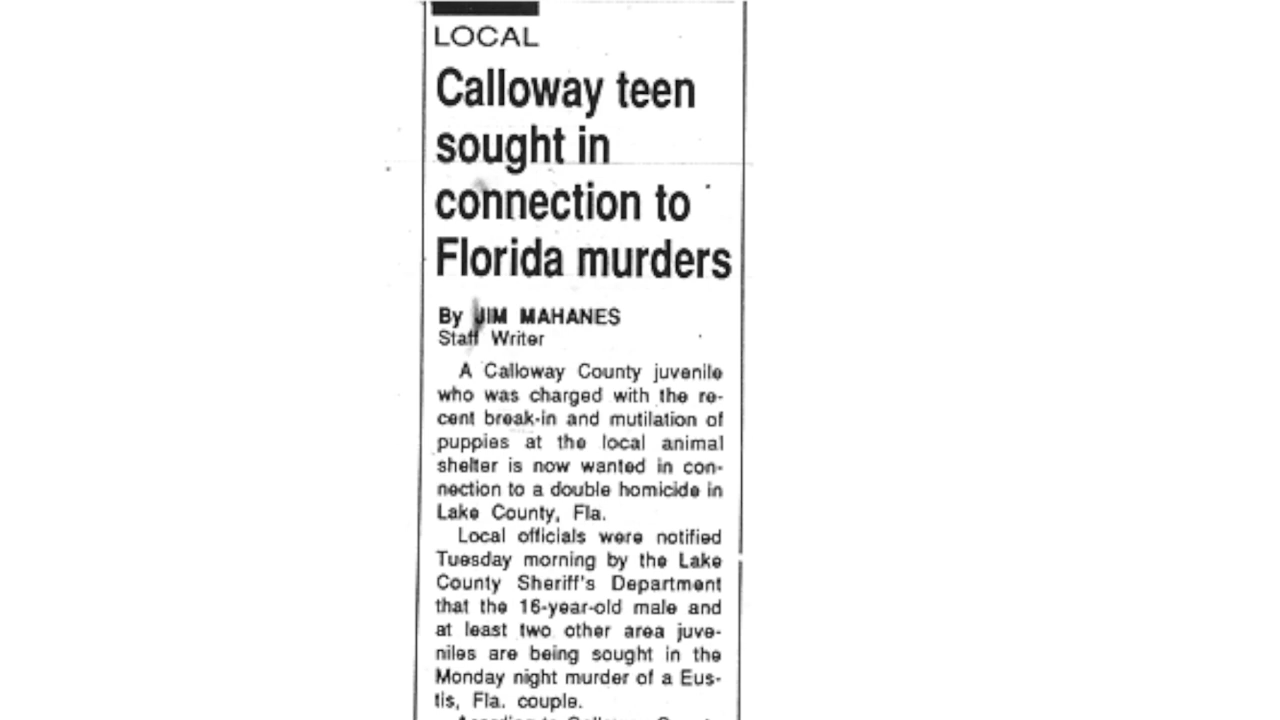 LOCAL
Calloway teen
sought in
connection to
Florida murders
By JIM MAHANES
Staff Writer
A Calloway County juvenile
who was charged with the re-
cent break-in and mutilation of
puppies at the local animal
shelter is now wanted in con-
nection to a double homicide in
Lake County, Fla.
Local officials were notified
Tuesday morning by the Lake
County Sheriff's Department
that the 16-year-old male and
at least two other area juve-
niles are being sought in the
Monday night murder of a Eus-
tis, Fla. couple.